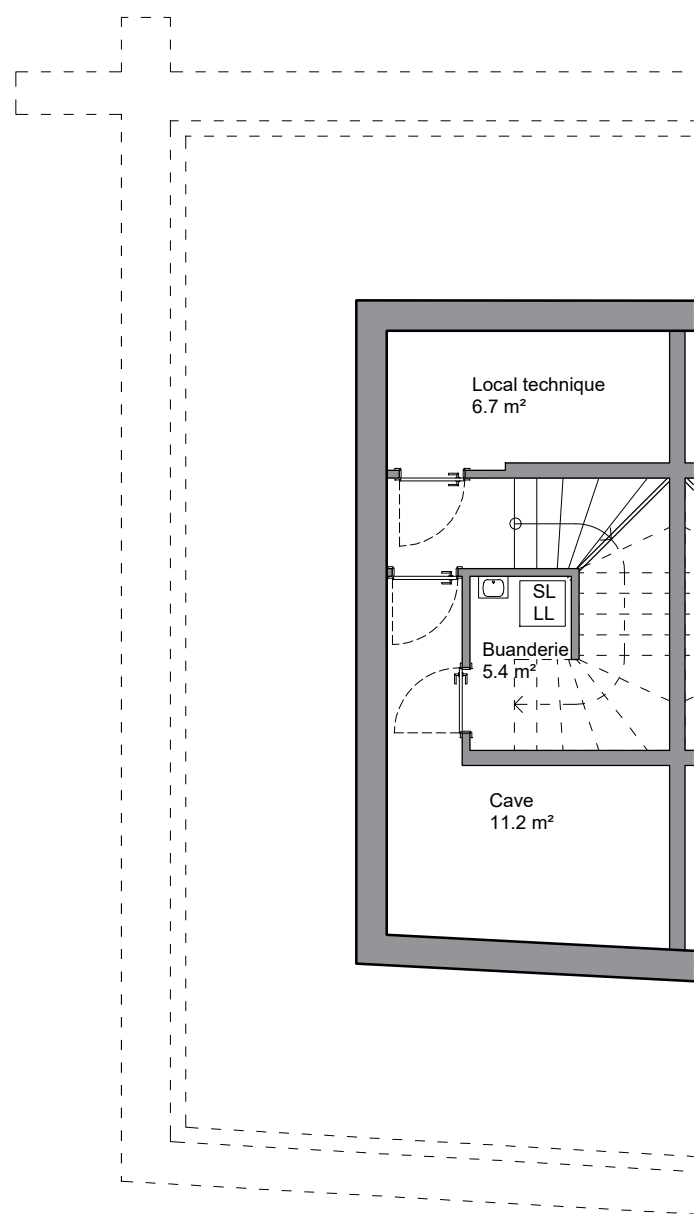 Local technique
6.7 m²
SL
LL
Buanderie
5.4 m²
Cave
11.2 m²